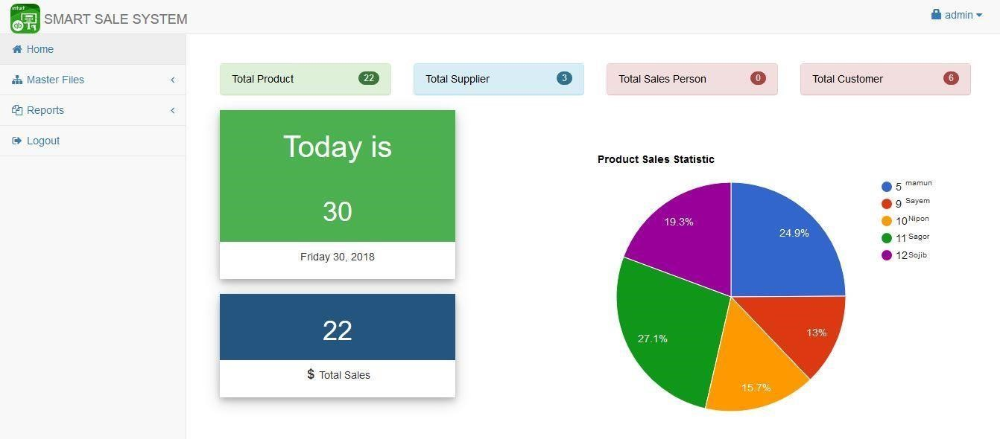 intuit
qb
SMART SALE SYSTEM
admin
Home
Master Files
Reports
Logout
Total Product 22
Total Supplier 3
Total Sales Person 0
Total Customer 6
Today is
30
Friday 30, 2018
22
$ Total Sales
Product Sales Statistic
19.3%
24.9%
27.1%
13%
15.7%
5 mamun
9 Sayem
10 Nipon
11 Sagor
12 Sojib